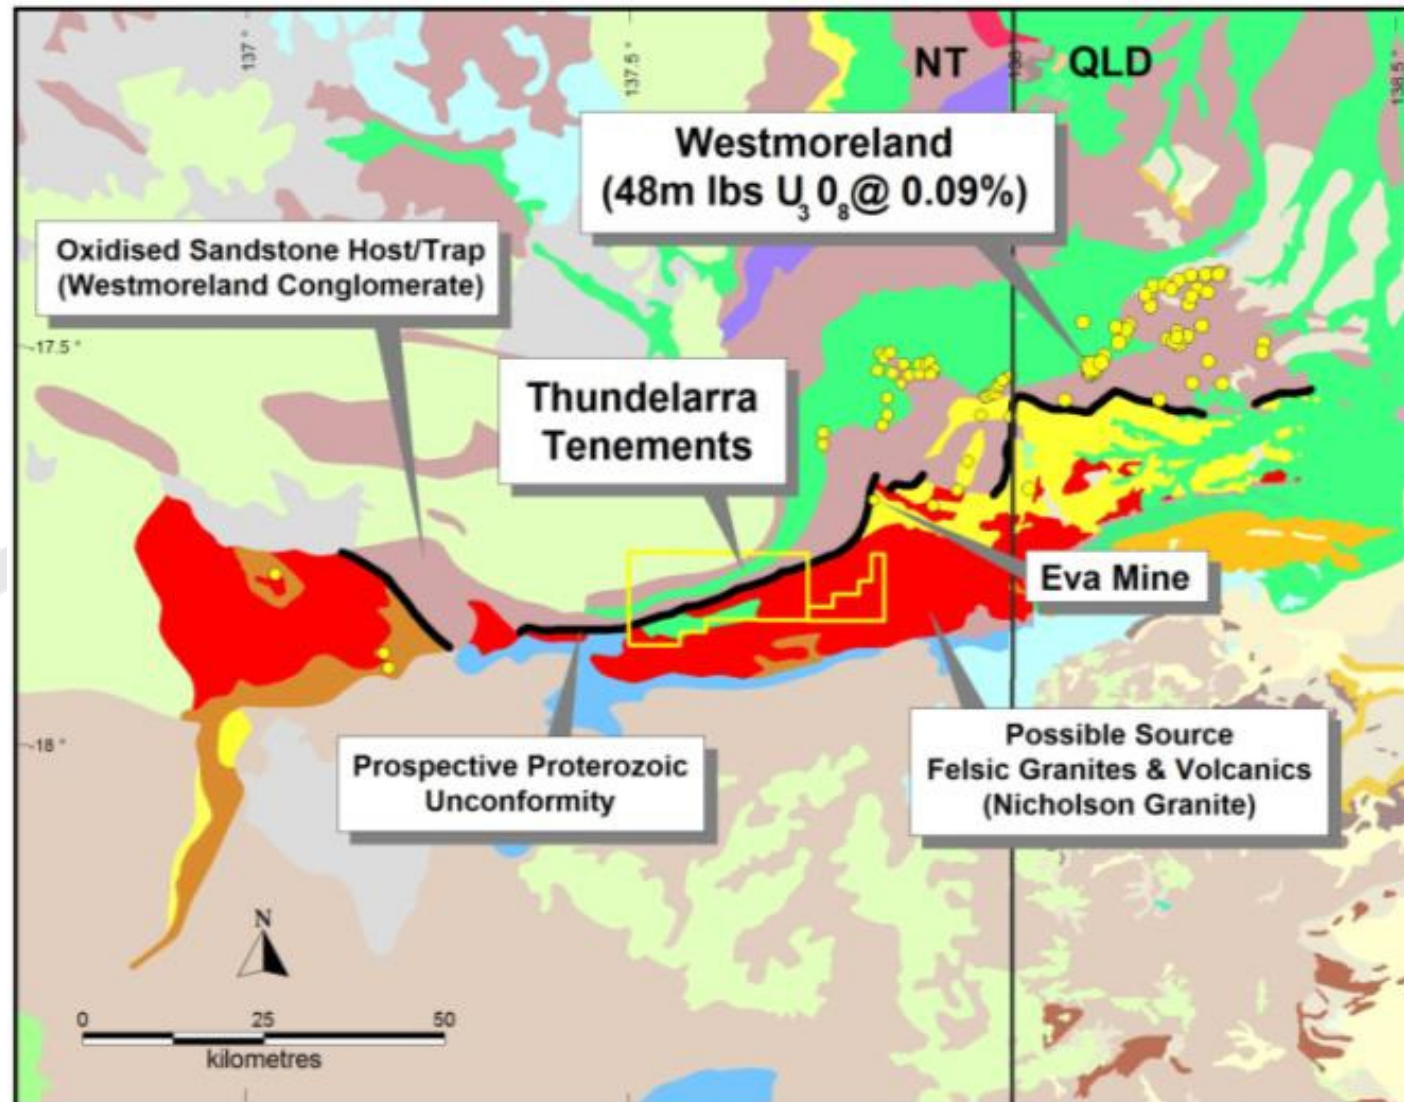 137 °
137.5 °
138 °
138.5 °
NT
QLD
Westmoreland
(48m lbs U₃0₈@ 0.09%)
Oxidised Sandstone Host/Trap
(Westmoreland Conglomerate)
-17.5 °
Thundelarra
Tenements
Eva Mine
-18 °
Prospective Proterozoic
Unconformity
Possible Source
Felsic Granites & Volcanics
(Nicholson Granite)
N
0 25 50
kilometres